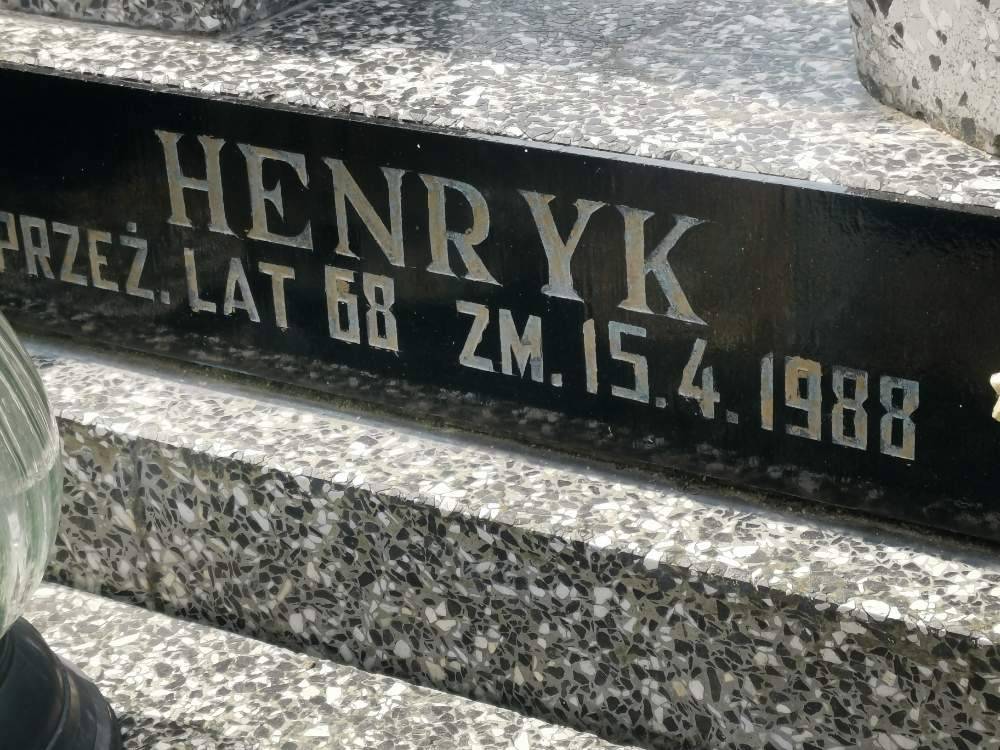 HENRYK
PRZEŻ. LAT 68 ZM. 15.4.1988